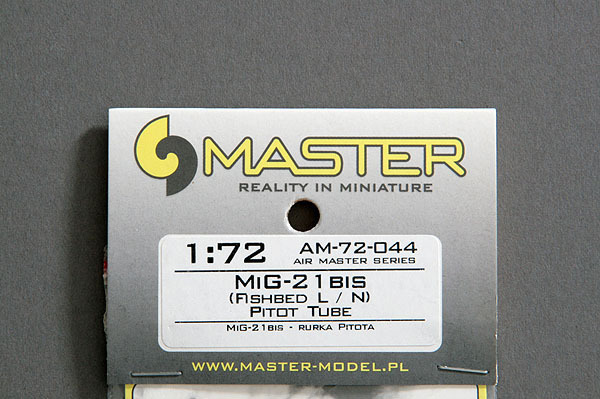 MASTER
REALITY IN MINIATURE
1:72 AM-72-044
AIR MASTER SERIES
MiG-21BIS
(FISHBED L / N)
PITOT TUBE
MiG-21BIS - RURKA PITOTA
WWW.MASTER-MODEL.PL